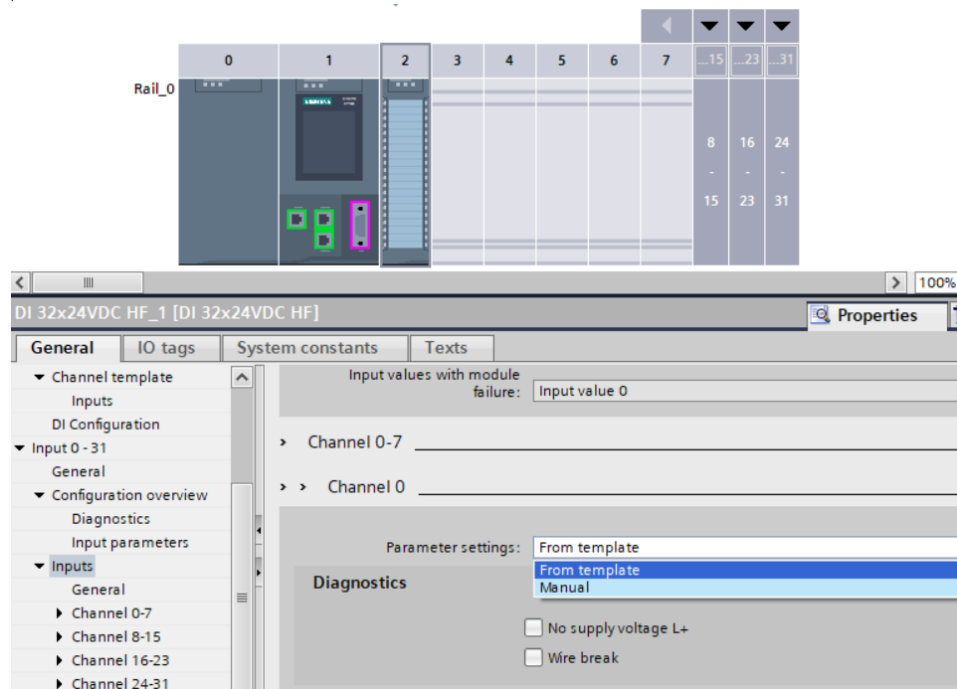 ...15 ...23 ...31
0 1 2 3 4 5 6 7
Rail_0
SIEMENS
8 16 24
- - -
15 23 31
100%
DI 32x24VDC HF_1 [DI 32x24VDC HF]
Properties
General IO tags System constants Texts
Channel template
Inputs
DI Configuration
Input 0 - 31
General
Configuration overview
Diagnostics
Input parameters
Inputs
General
Channel 0-7
Channel 8-15
Channel 16-23
Channel 24-31
Input values with module
failure: Input value 0
Channel 0-7
Channel 0
Parameter settings: From template
From template
Manual
Diagnostics
No supply voltage L+
Wire break